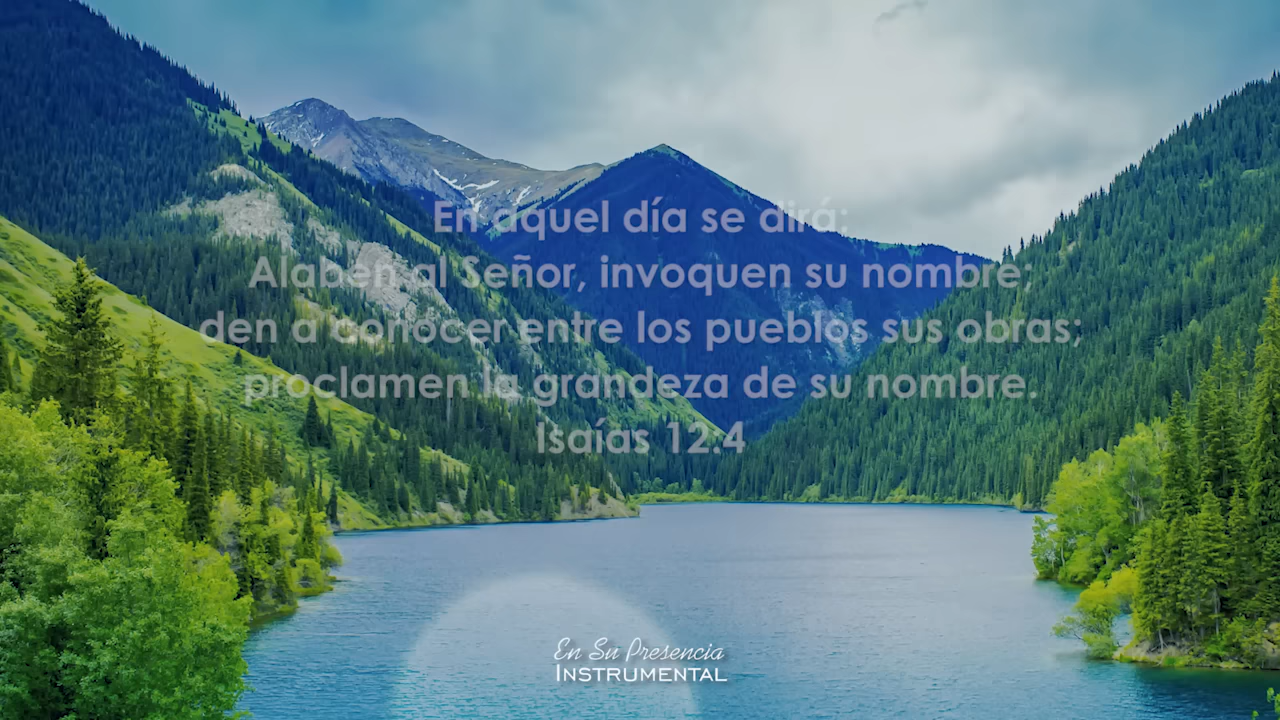 En aquel día se dirá:
Alaben al Señor, invoquen su nombre;
den a conocer entre los pueblos sus obras;
proclamen la grandeza de su nombre.
Isaías 12.4
En Su Presencia
INSTRUMENTAL